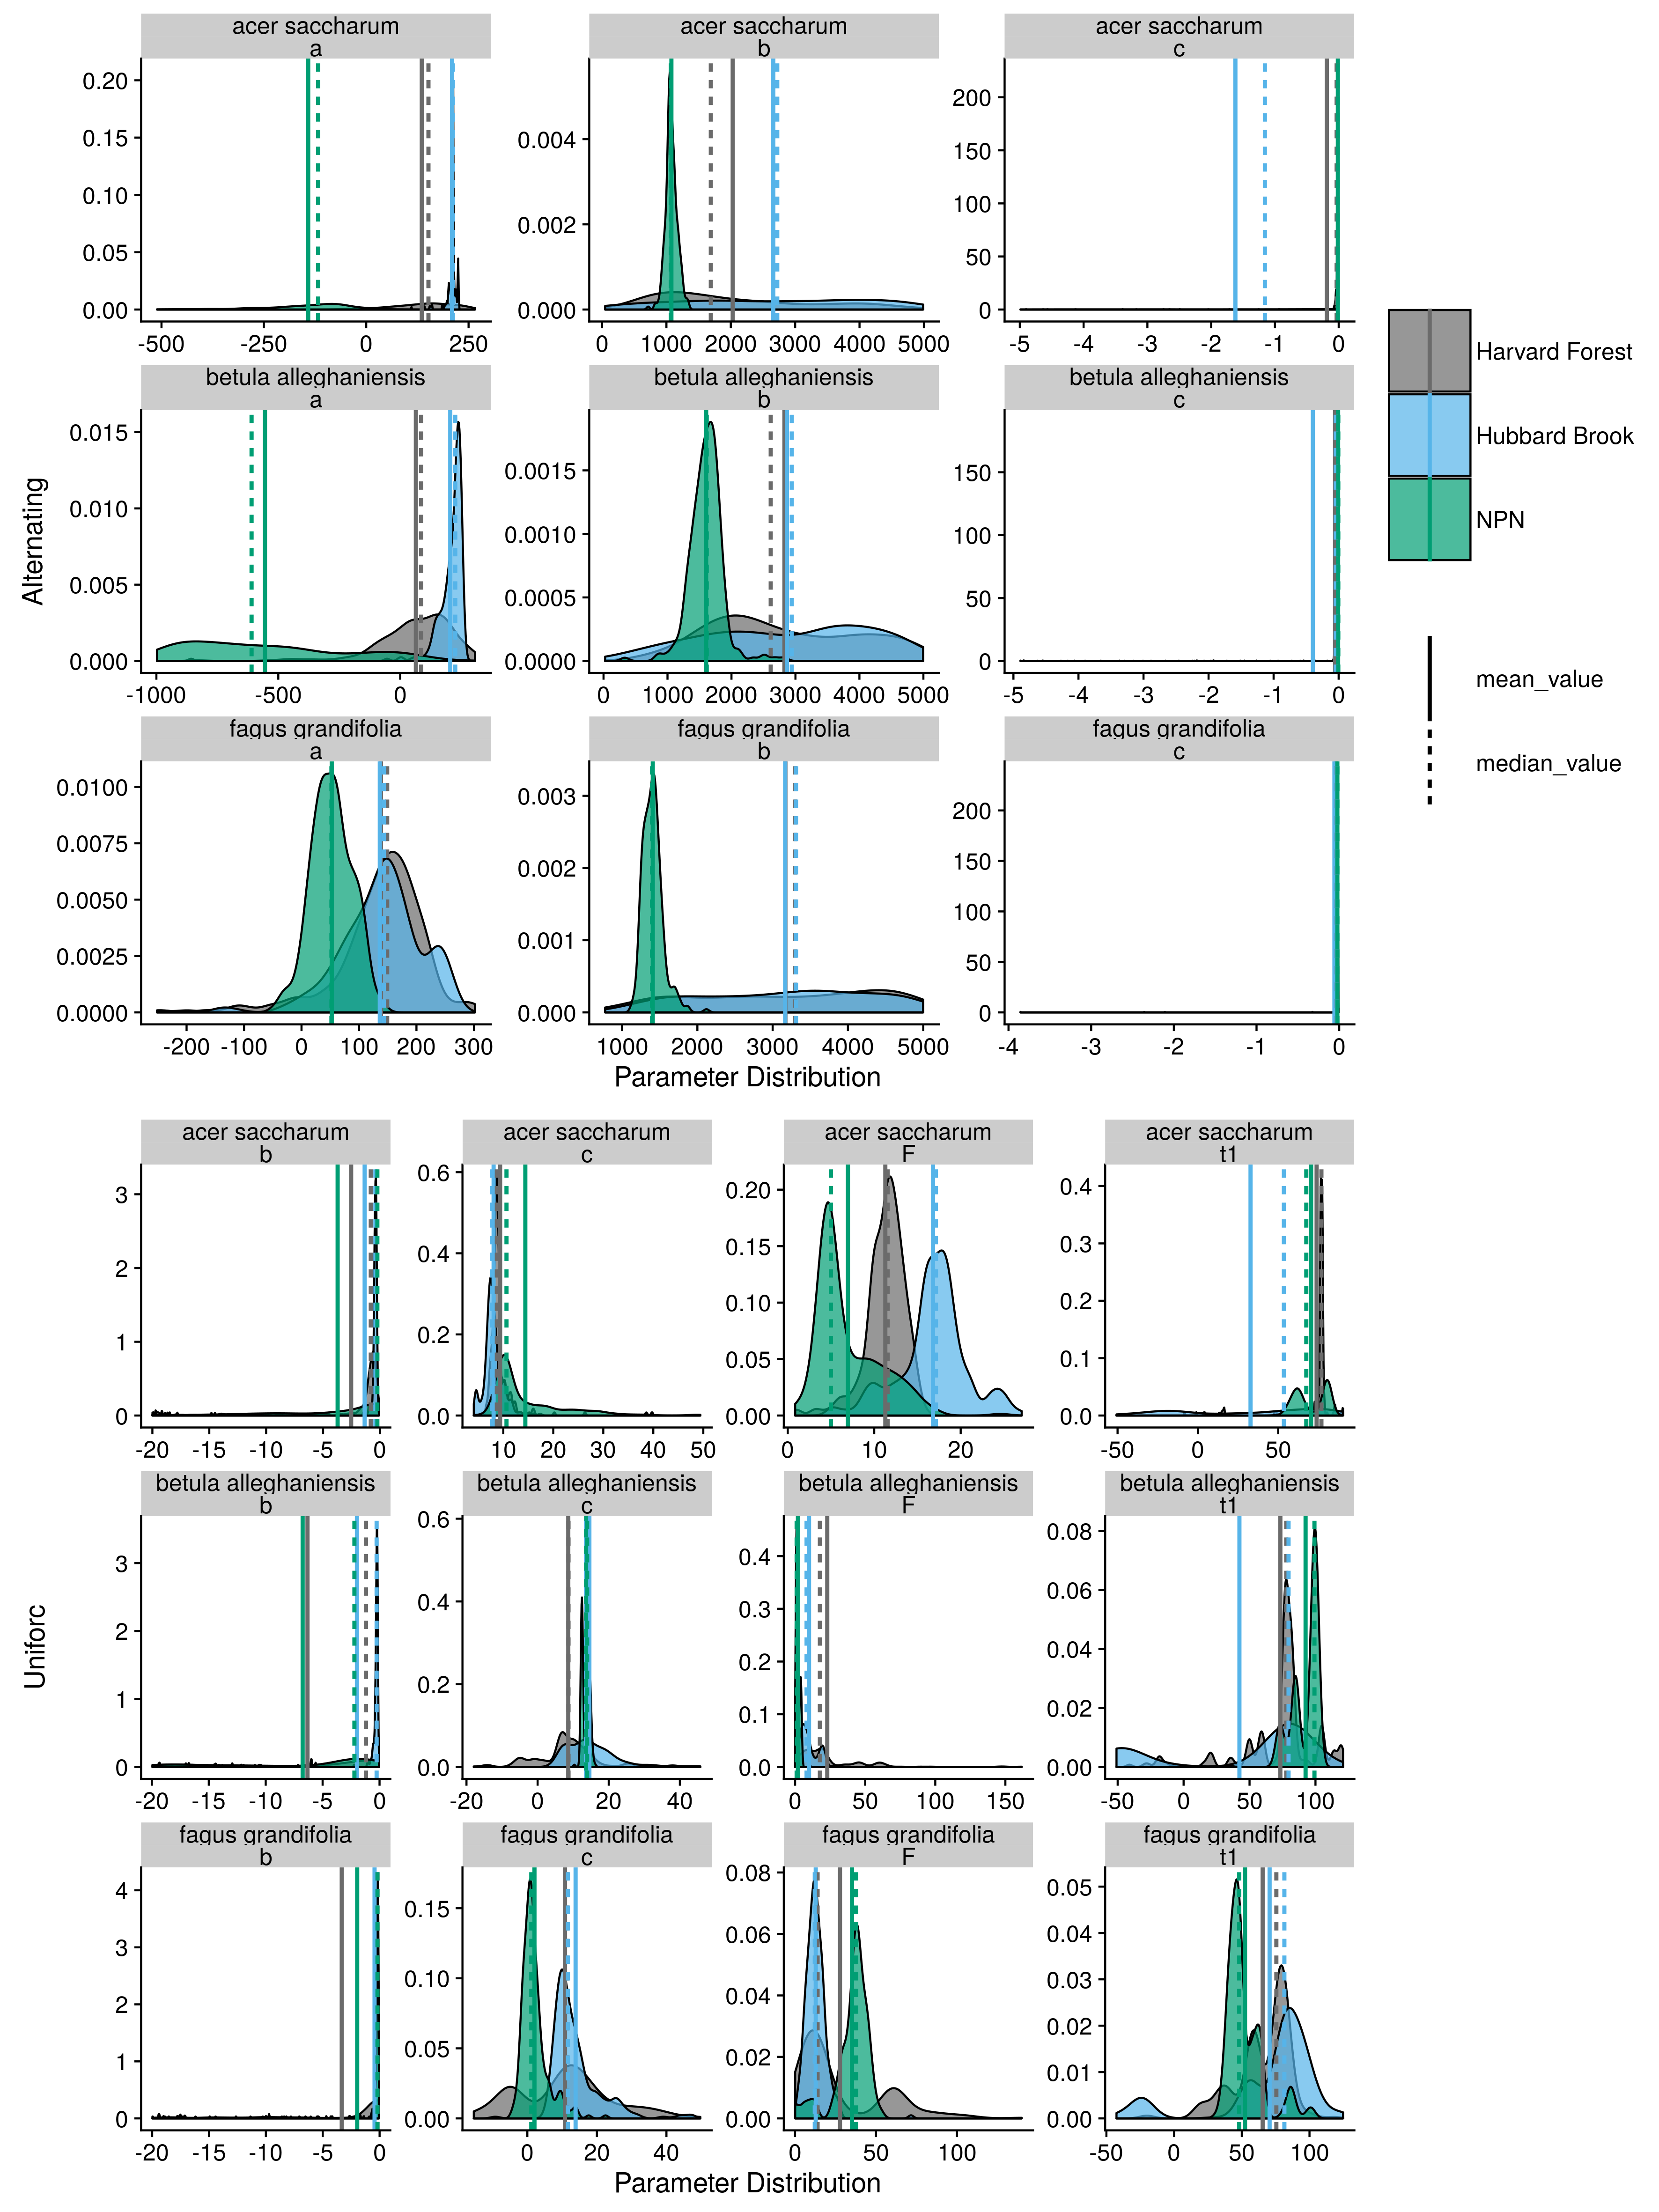 acer saccharum
a
acer saccharum
b
acer saccharum
c
0.20
0.15
0.10
0.05
0.00
-500 -250 0 250
0.004
0.002
0.000
0 1000 2000 3000 4000 5000
200
150
100
50
0
-5 -4 -3 -2 -1 0
Harvard Forest
Hubbard Brook
NPN
mean_value
median_value
Alternating
betula alleghaniensis
a
betula alleghaniensis
b
betula alleghaniensis
c
0.015
0.010
0.005
0.000
-1000 -500 0
0.0015
0.0010
0.0005
0.0000
0 1000 2000 3000 4000 5000
150
100
50
0
-5 -4 -3 -2 -1 0
fagus grandifolia
a
fagus grandifolia
b
fagus grandifolia
c
0.0100
0.0075
0.0050
0.0025
0.0000
-200 -100 0 100 200 300
0.003
0.002
0.001
0.000
1000 2000 3000 4000 5000
200
150
100
50
0
-4 -3 -2 -1 0
Parameter Distribution
Uniforc
acer saccharum
b
acer saccharum
c
acer saccharum
F
acer saccharum
t1
3
2
1
0
-20 -15 -10 -5 0
0.6
0.4
0.2
0.0
10 20 30 40 50
0.20
0.15
0.10
0.05
0.00
0 10 20
0.4
0.3
0.2
0.1
0.0
-50 0 50
betula alleghaniensis
b
betula alleghaniensis
c
betula alleghaniensis
F
betula alleghaniensis
t1
3
2
1
0
-20 -15 -10 -5 0
0.6
0.4
0.2
0.0
-20 0 20 40
0.4
0.3
0.2
0.1
0.0
0 50 100 150
0.08
0.06
0.04
0.02
0.00
-50 0 50 100
fagus grandifolia
b
fagus grandifolia
c
fagus grandifolia
F
fagus grandifolia
t1
4
3
2
1
0
-20 -15 -10 -5 0
0.15
0.10
0.05
0.00
0 20 40
0.08
0.06
0.04
0.02
0.00
0 50 100
0.05
0.04
0.03
0.02
0.01
0.00
-50 0 50 100
Parameter Distribution